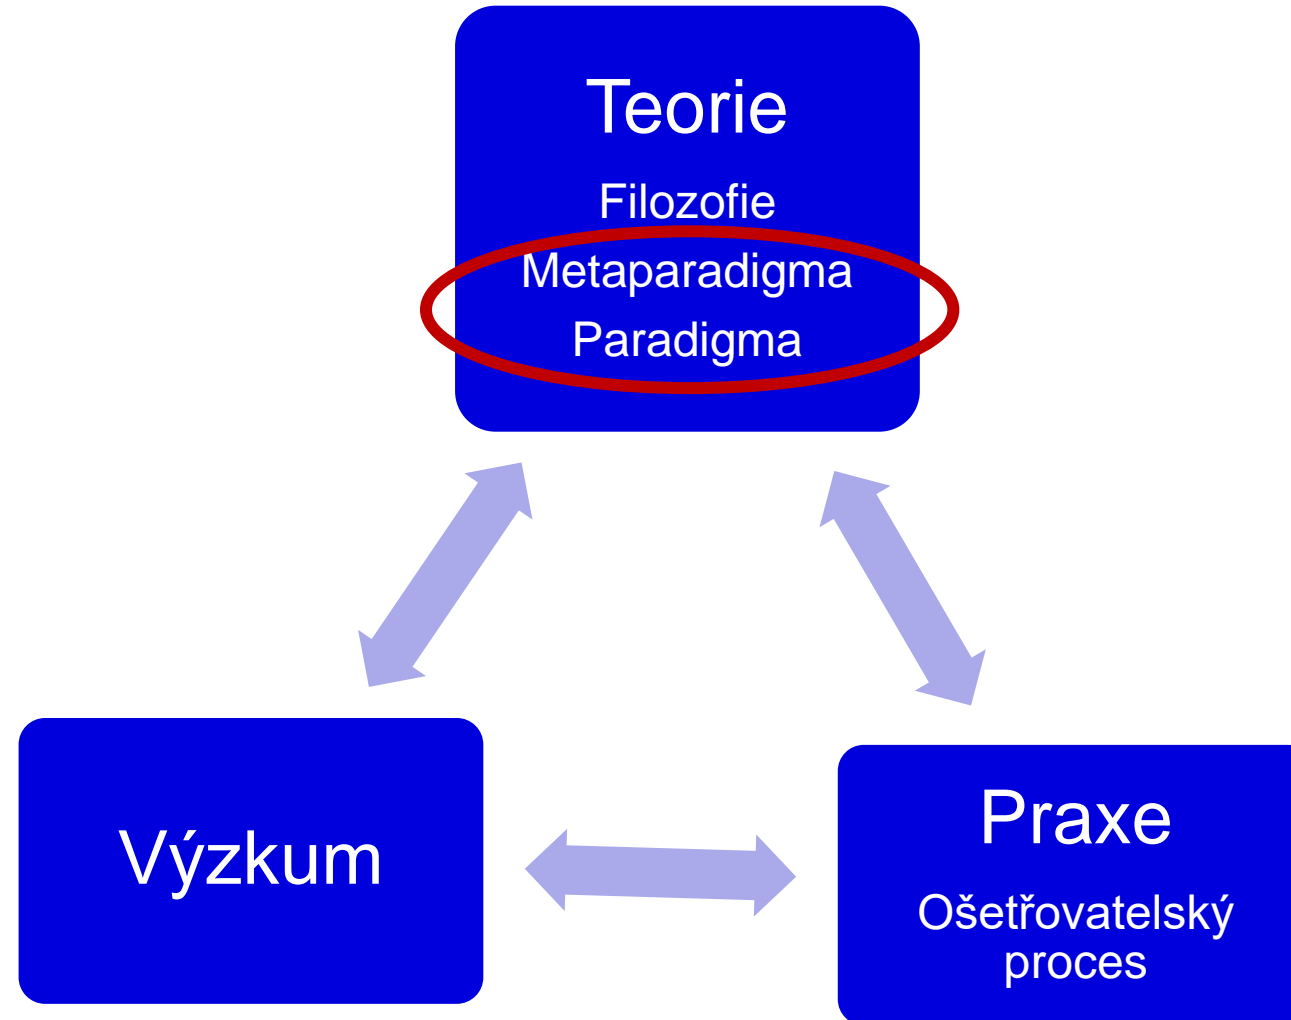 Teorie
Filozofie
Metaparadigma
Paradigma
Výzkum
Praxe
Ošetřovatelský
proces